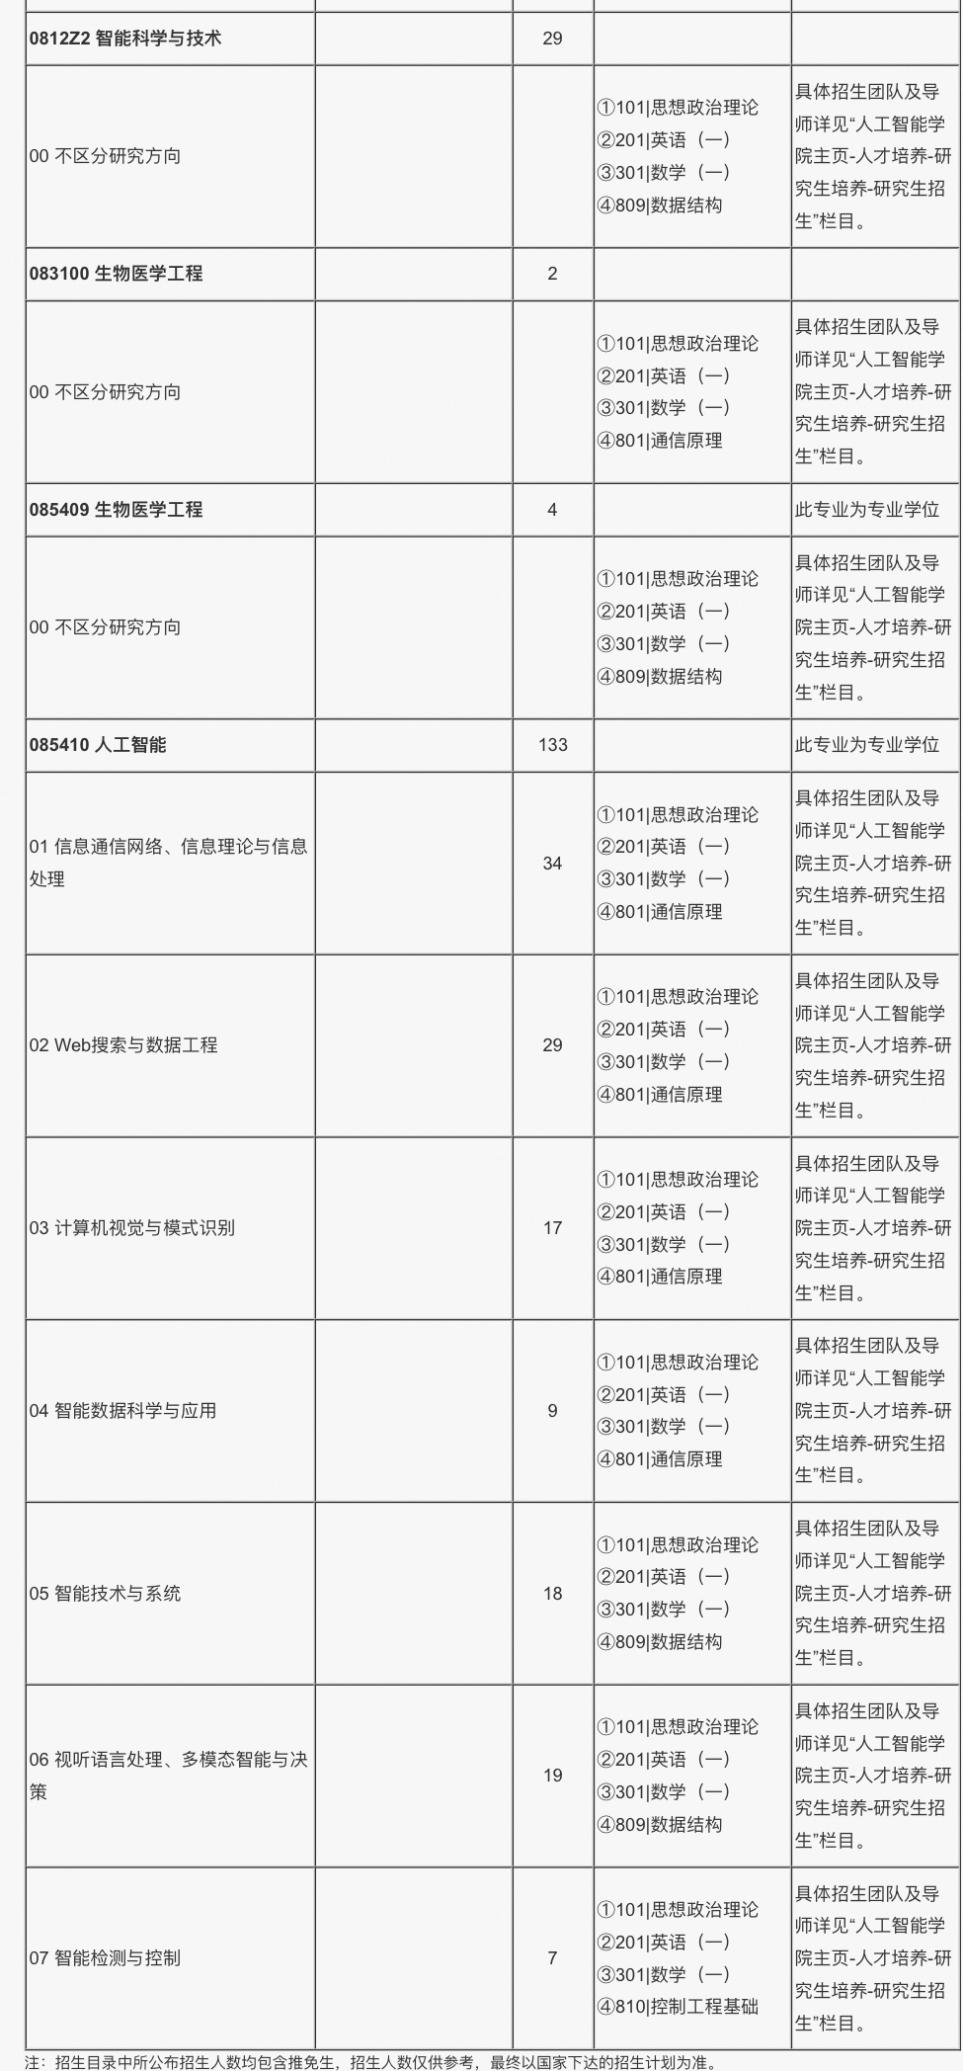 0812Z2 智能科学与技术
29
00 不区分研究方向
①101|思想政治理论
②201|英语（一）
③301|数学（一）
④809|数据结构
具体招生团队及导
师详见“人工智能学
院主页-人才培养-研
究生培养-研究生招
生”栏目。
083100 生物医学工程
2
00 不区分研究方向
①101|思想政治理论
②201|英语（一）
③301|数学（一）
④801|通信原理
具体招生团队及导
师详见“人工智能学
院主页-人才培养-研
究生培养-研究生招
生”栏目。
085409 生物医学工程
4
此专业为专业学位
00 不区分研究方向
①101|思想政治理论
②201|英语（一）
③301|数学（一）
④809|数据结构
具体招生团队及导
师详见“人工智能学
院主页-人才培养-研
究生培养-研究生招
生”栏目。
085410 人工智能
133
此专业为专业学位
01 信息通信网络、信息理论与信息
处理
34
①101|思想政治理论
②201|英语（一）
③301|数学（一）
④801|通信原理
具体招生团队及导
师详见“人工智能学
院主页-人才培养-研
究生培养-研究生招
生”栏目。
02 Web搜索与数据工程
29
①101|思想政治理论
②201|英语（一）
③301|数学（一）
④801|通信原理
具体招生团队及导
师详见“人工智能学
院主页-人才培养-研
究生培养-研究生招
生”栏目。
03 计算机视觉与模式识别
17
①101|思想政治理论
②201|英语（一）
③301|数学（一）
④801|通信原理
具体招生团队及导
师详见“人工智能学
院主页-人才培养-研
究生培养-研究生招
生”栏目。
04 智能数据科学与应用
9
①101|思想政治理论
②201|英语（一）
③301|数学（一）
④801|通信原理
具体招生团队及导
师详见“人工智能学
院主页-人才培养-研
究生培养-研究生招
生”栏目。
05 智能技术与系统
18
①101|思想政治理论
②201|英语（一）
③301|数学（一）
④809|数据结构
具体招生团队及导
师详见“人工智能学
院主页-人才培养-研
究生培养-研究生招
生”栏目。
06 视听语言处理、多模态智能与决
策
19
①101|思想政治理论
②201|英语（一）
③301|数学（一）
④809|数据结构
具体招生团队及导
师详见“人工智能学
院主页-人才培养-研
究生培养-研究生招
生”栏目。
07 智能检测与控制
7
①101|思想政治理论
②201|英语（一）
③301|数学（一）
④810|控制工程基础
具体招生团队及导
师详见“人工智能学
院主页-人才培养-研
究生培养-研究生招
生”栏目。
注：招生目录中所公布招生人数均包含推免生，招生人数仅供参考，最终以国家下达的招生计划为准。